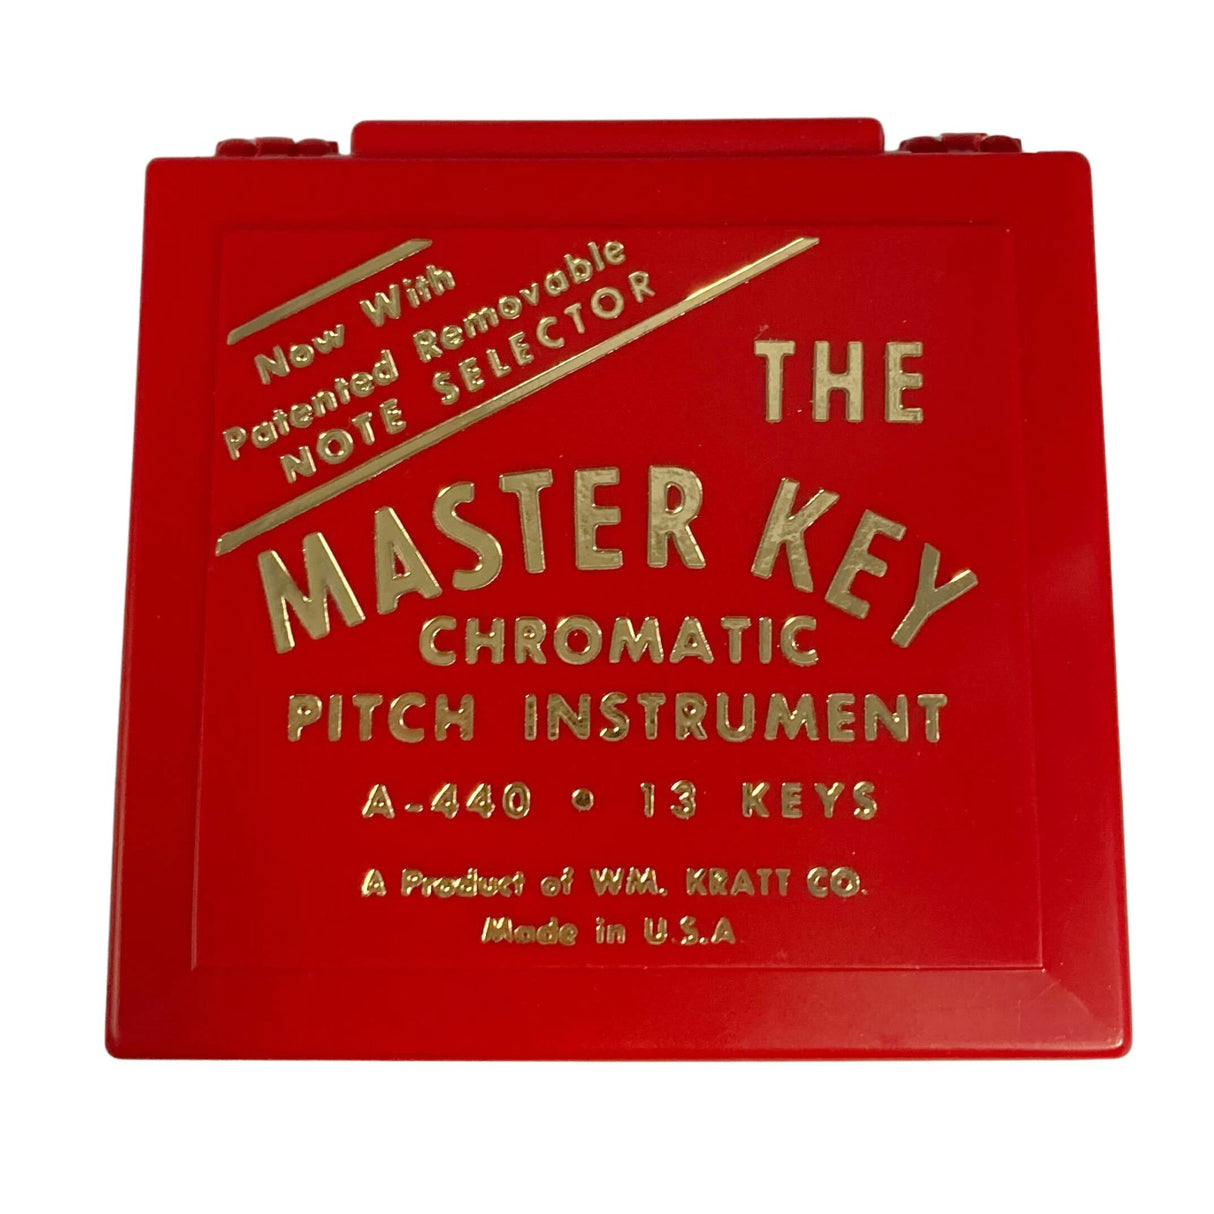 Now With
Patented Removable
NOTE SELECTOR
THE
MASTER KEY
CHROMATIC
PITCH INSTRUMENT
A-440 • 13 KEYS
A Product of WM. KRATT CO.
Made in U.S.A